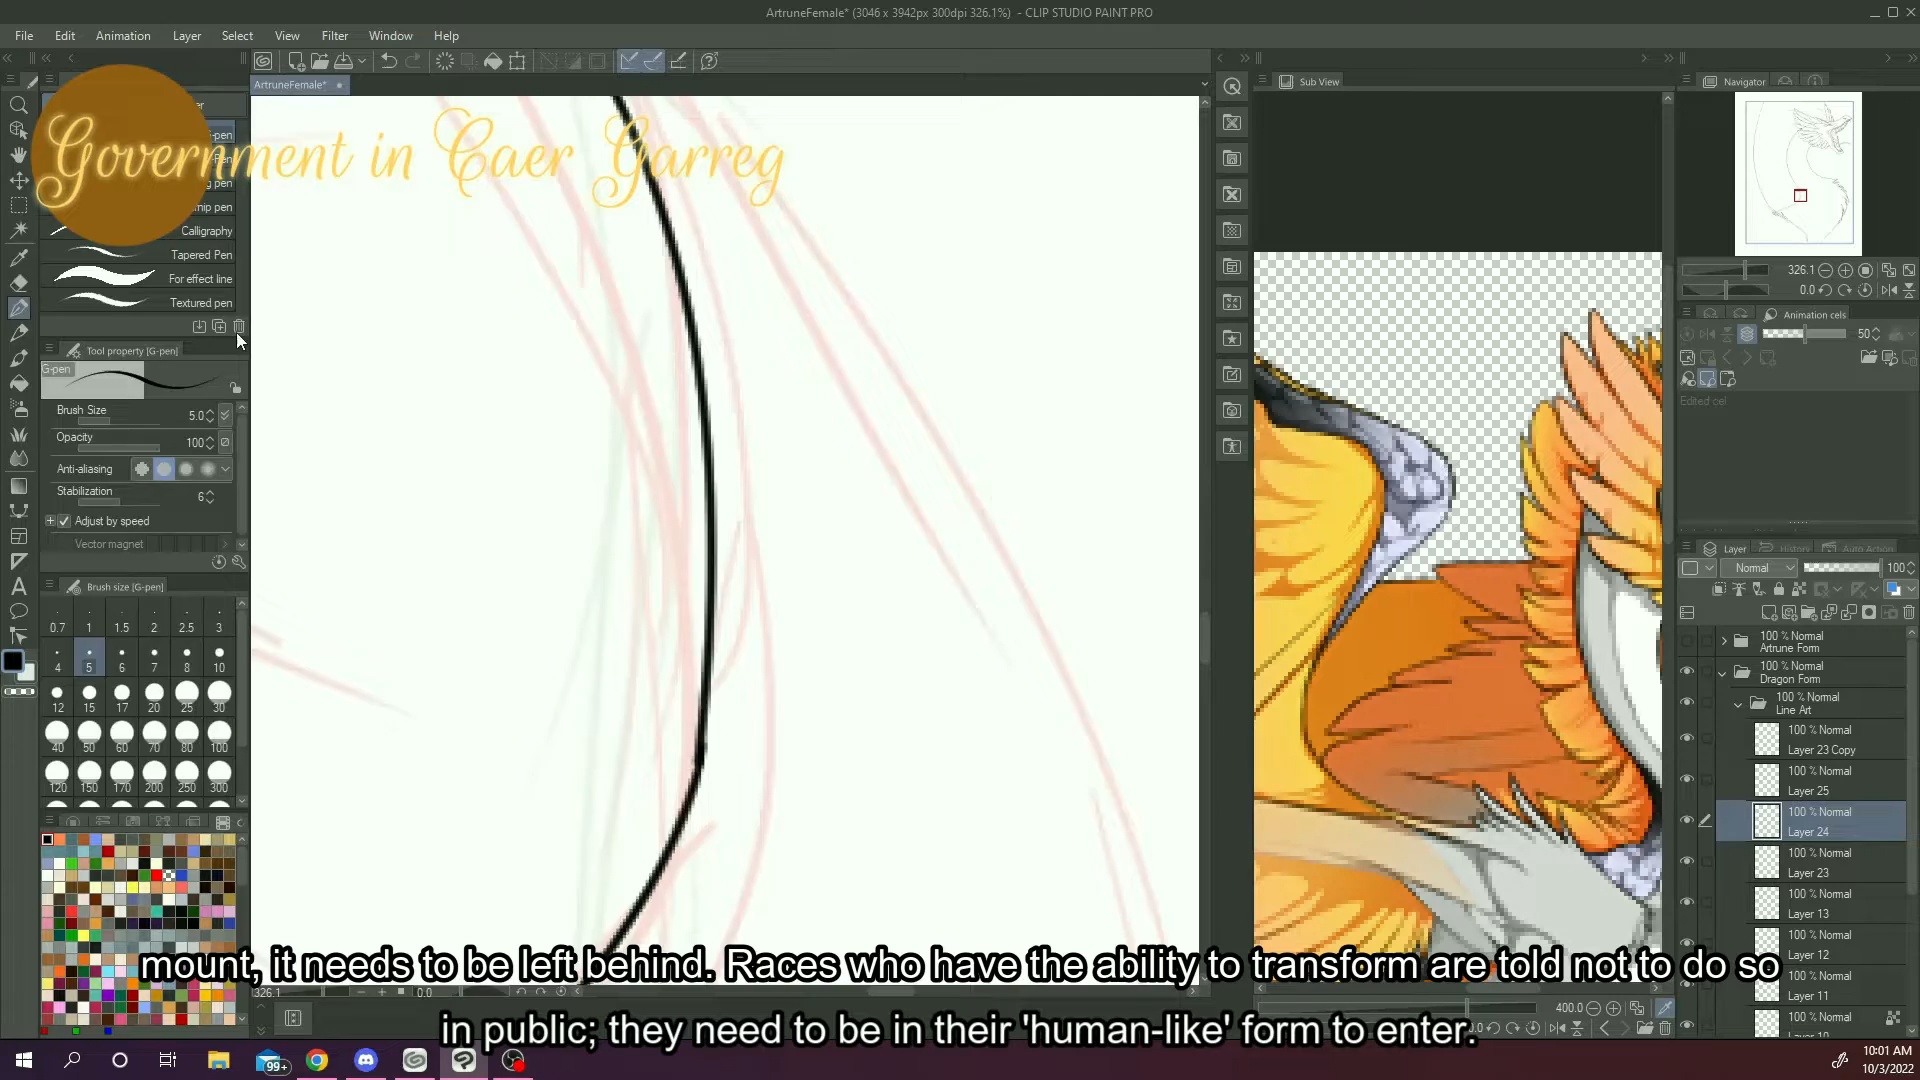 ArtruneFemale* (3046 x 3942px 300dpi 326.1%) - CLIP STUDIO PAINT PRO
File Edit Animation Layer Select View Filter Window Help
ArtruneFemale*
Sub View
Navigator
Government in Caer Garreg
Calligraphy
Tapered Pen
For effect line
Textured pen
Tool property [G-pen]
G-pen
Brush Size 5.0
Opacity 100
Anti-aliasing
Stabilization 6
Adjust by speed
Vector magnet
Brush size [G-pen]
0.7 1 1.5 2 2.5 3
4 5 6 7 8 10
12 15 17 20 25 30
40 50 60 70 80 100
120 150 170 200 250 300
326.1
0.0
Animation cels
50
Edited cel
Layer History Auto Action
Normal 100
100 % Normal
Artrune Form
100 % Normal
Dragon Form
100 % Normal
Line Art
100 % Normal
Layer 23 Copy
100 % Normal
Layer 25
100 % Normal
Layer 24
100 % Normal
Layer 23
100 % Normal
Layer 13
100 % Normal
Layer 12
100 % Normal
Layer 11
100 % Normal
mount, it needs to be left behind. Races who have the ability to transform are told not to do so
in public; they need to be in their 'human-like' form to enter.
326.1 0.0
400.0
99+
10:01 AM
10/3/2022